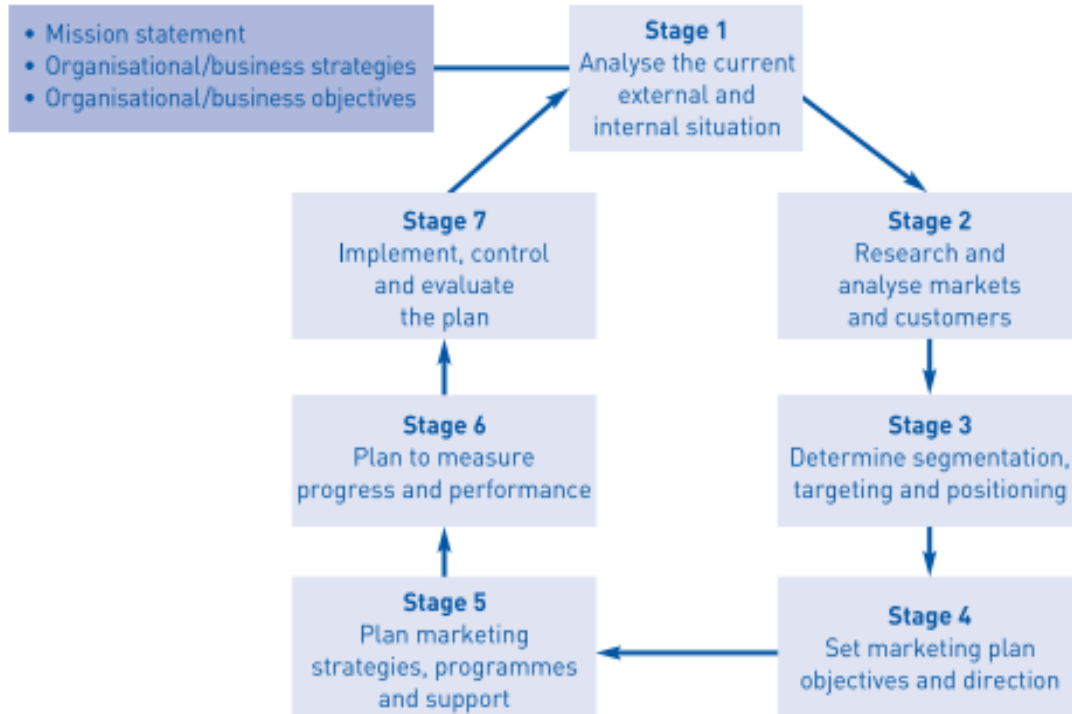 • Mission statement
• Organisational/business strategies
• Organisational/business objectives
Stage 1
Analyse the current
external and
internal situation
Stage 2
Research and
analyse markets
and customers
Stage 3
Determine segmentation,
targeting and positioning
Stage 4
Set marketing plan
objectives and direction
Stage 5
Plan marketing
strategies, programmes
and support
Stage 6
Plan to measure
progress and performance
Stage 7
Implement, control
and evaluate
the plan